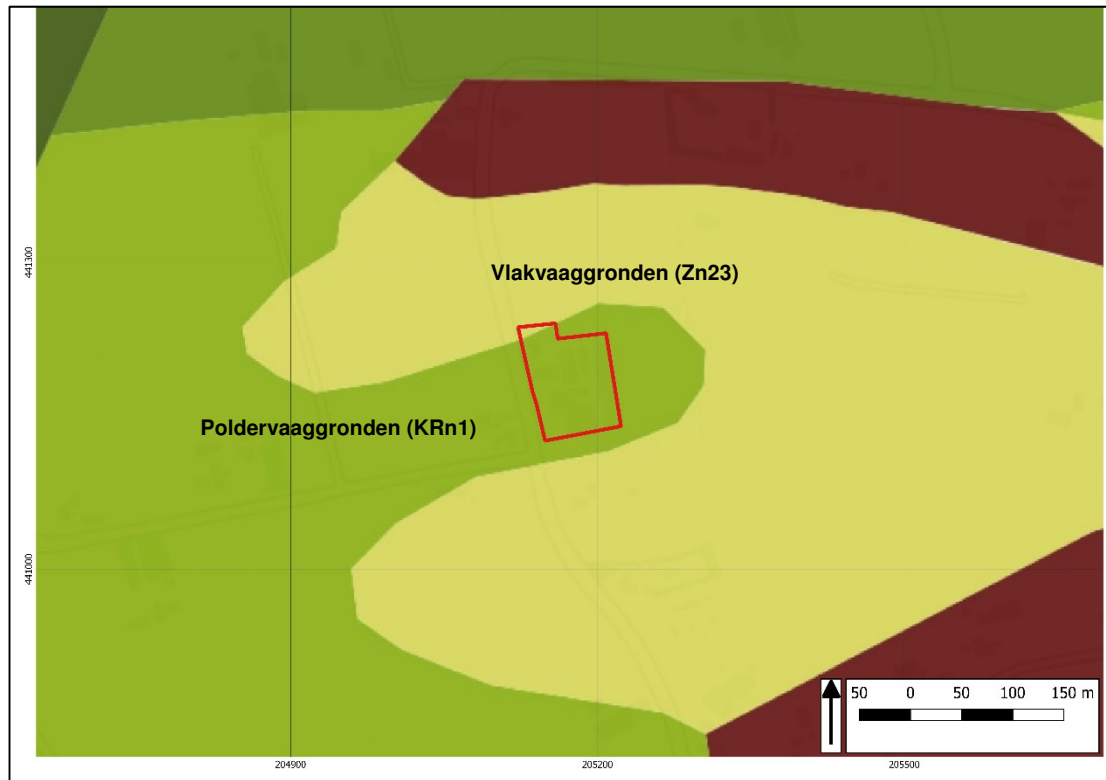 441300
Vlakvaaggronden (Zn23)
Poldervaaggronden (KRn1)
441000
50 0 50 100 150 m
204900 205200 205500